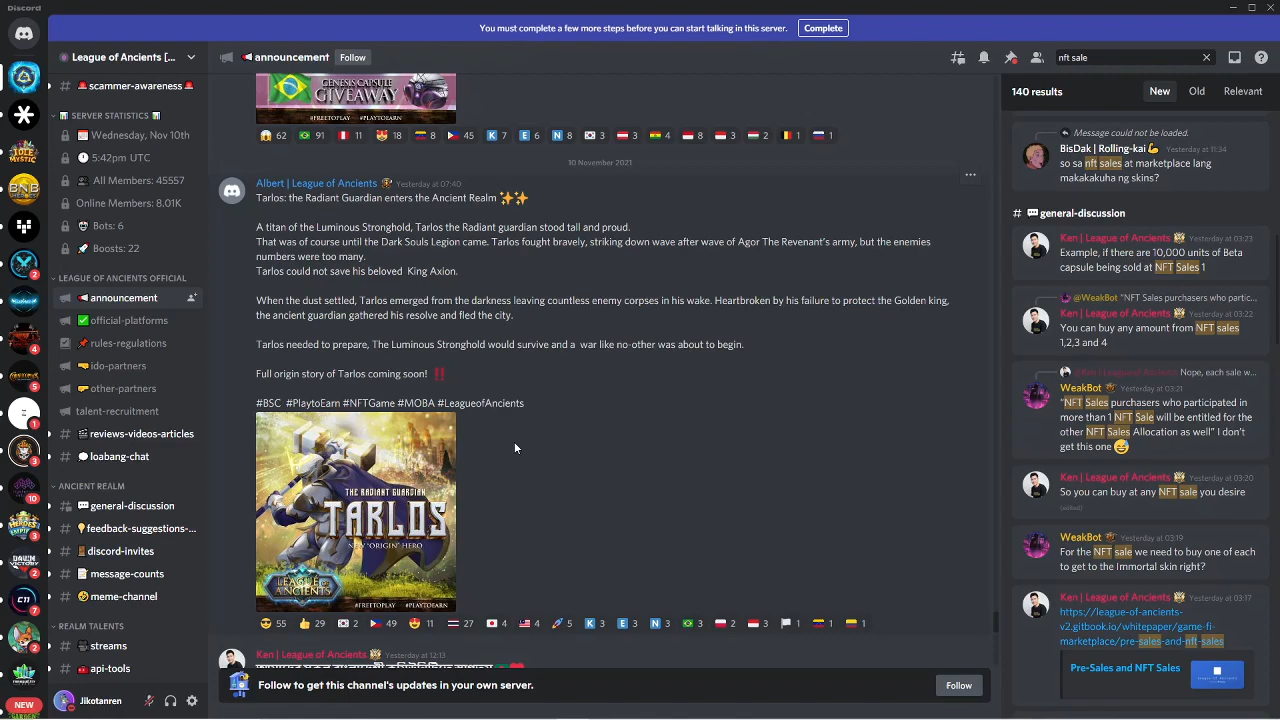 Discord
You must complete a few more steps before you can start talking in this server.
Complete
League of Ancients [...
announcement
Follow
nft sale
scammer-awareness
SERVER STATISTICS
Wednesday, Nov 10th
5:42pm UTC
All Members: 45557
Online Members: 8.01K
Bots: 6
Boosts: 22
LEAGUE OF ANCIENTS OFFICIAL
announcement
official-platforms
rules-regulations
ido-partners
other-partners
talent-recruitment
reviews-videos-articles
loabang-chat
ANCIENT REALM
general-discussion
feedback-suggestions-...
discord-invites
message-counts
meme-channel
REALM TALENTS
streams
api-tools
Jikotanren
NEW
GENESIS CAPSULE
GIVEAWAY
#FREETOPLAY #PLAYTOEARN
62 91 11 18 8 45 K 7 E 6 N 8 3 3 4 8 3 2 1 1
10 November 2021
Albert | League of Ancients Yesterday at 07:40
Tarlos: the Radiant Guardian enters the Ancient Realm
A titan of the Luminous Stronghold, Tarlos the Radiant guardian stood tall and proud.
That was of course until the Dark Souls Legion came. Tarlos fought bravely, striking down wave after wave of Agor The Revenant's army, but the enemies
numbers were too many.
Tarlos could not save his beloved King Axion.
When the dust settled, Tarlos emerged from the darkness leaving countless enemy corpses in his wake. Heartbroken by his failure to protect the Golden king,
the ancient guardian gathered his resolve and fled the city.
Tarlos needed to prepare, The Luminous Stronghold would survive and a war like no-other was about to begin.
Full origin story of Tarlos coming soon!
#BSC #PlaytoEarn #NFTGame #MOBA #LeagueofAncients
THE RADIANT GUARDIAN
TARLOS
NEW "ORIGIN" HERO
LEAGUE OF
ANCIENTS
#FREETOPLAY #PLAYTOEARN
55 29 2 49 11 27 4 4 5 K 3 E 3 N 3 3 2 3 1 1 1
Ken | League of Ancients Yesterday at 12:13
Follow to get this channel's updates in your own server.
Follow
140 results
New
Old
Relevant
Message could not be loaded.
BisDak | Rolling-kai Yesterday at 11:34
so sa nft sales at marketplace lang
makakakuha ng skins?
general-discussion
Ken | League of Ancients Yesterday at 03:23
Example, if there are 10,000 units of Beta
capsule being sold at NFT Sales 1
@WeakBot "NFT Sales purchasers who partic...
Ken | League of Ancients Yesterday at 03:22
You can buy any amount from NFT sales
1,2,3 and 4
Nope, each sale w...
WeakBot Yesterday at 03:21
"NFT Sales purchasers who participated in
more than 1 NFT Sale will be entitled for the
other NFT Sales Allocation as well" I don't
get this one
Ken | League of Ancients Yesterday at 03:20
So you can buy at any NFT sale you desire
(edited)
WeakBot Yesterday at 03:19
For the NFT sale we need to buy one of each
to get to the Immortal skin right?
Ken | League of Ancients Yesterday at 03:17
https://league-of-ancients-
v2.gitbook.io/whitepaper/game-fi-
marketplace/pre-sales-and-nft-sales
Pre-Sales and NFT Sales